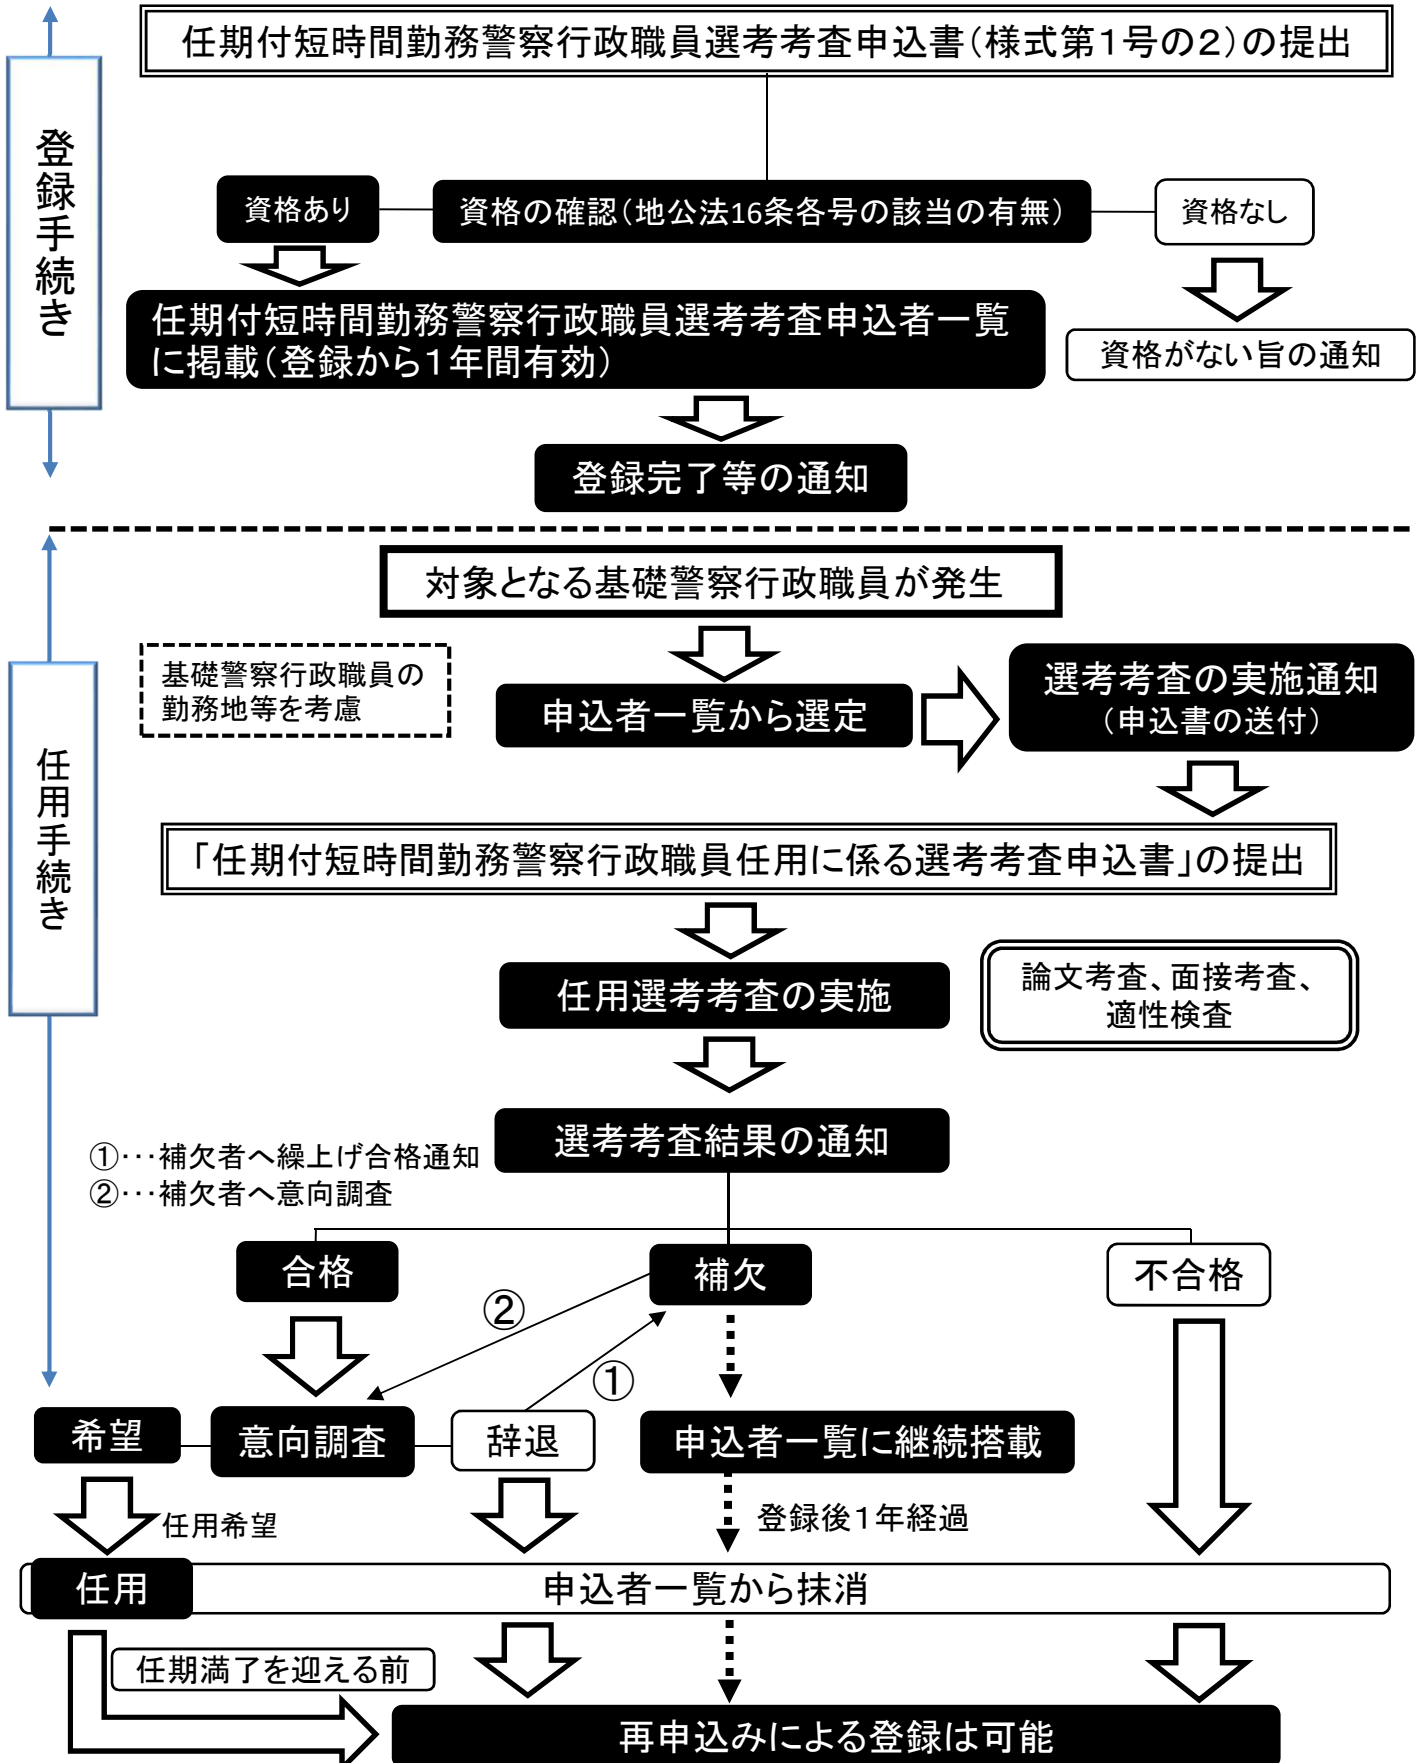 任期付短時間勤務警察行政職員選考考査申込書(様式第1号の2)の提出
登録手続き
資格あり
資格の確認(地公法16条各号の該当の有無)
資格なし
任期付短時間勤務警察行政職員選考考査申込者一覧
に掲載(登録から1年間有効)
資格がない旨の通知
登録完了等の通知
対象となる基礎警察行政職員が発生
任用手続き
基礎警察行政職員の
勤務地等を考慮
申込者一覧から選定
選考考査の実施通知
(申込書の送付)
「任期付短時間勤務警察行政職員任用に係る選考考査申込書」の提出
任用選考考査の実施
論文考査、面接考査、
適性検査
選考考査結果の通知
①…補欠者へ繰上げ合格通知
②…補欠者へ意向調査
合格
補欠
不合格
②
①
希望
意向調査
辞退
申込者一覧に継続搭載
任用希望
登録後1年経過
任用
申込者一覧から抹消
任期満了を迎える前
再申込みによる登録は可能